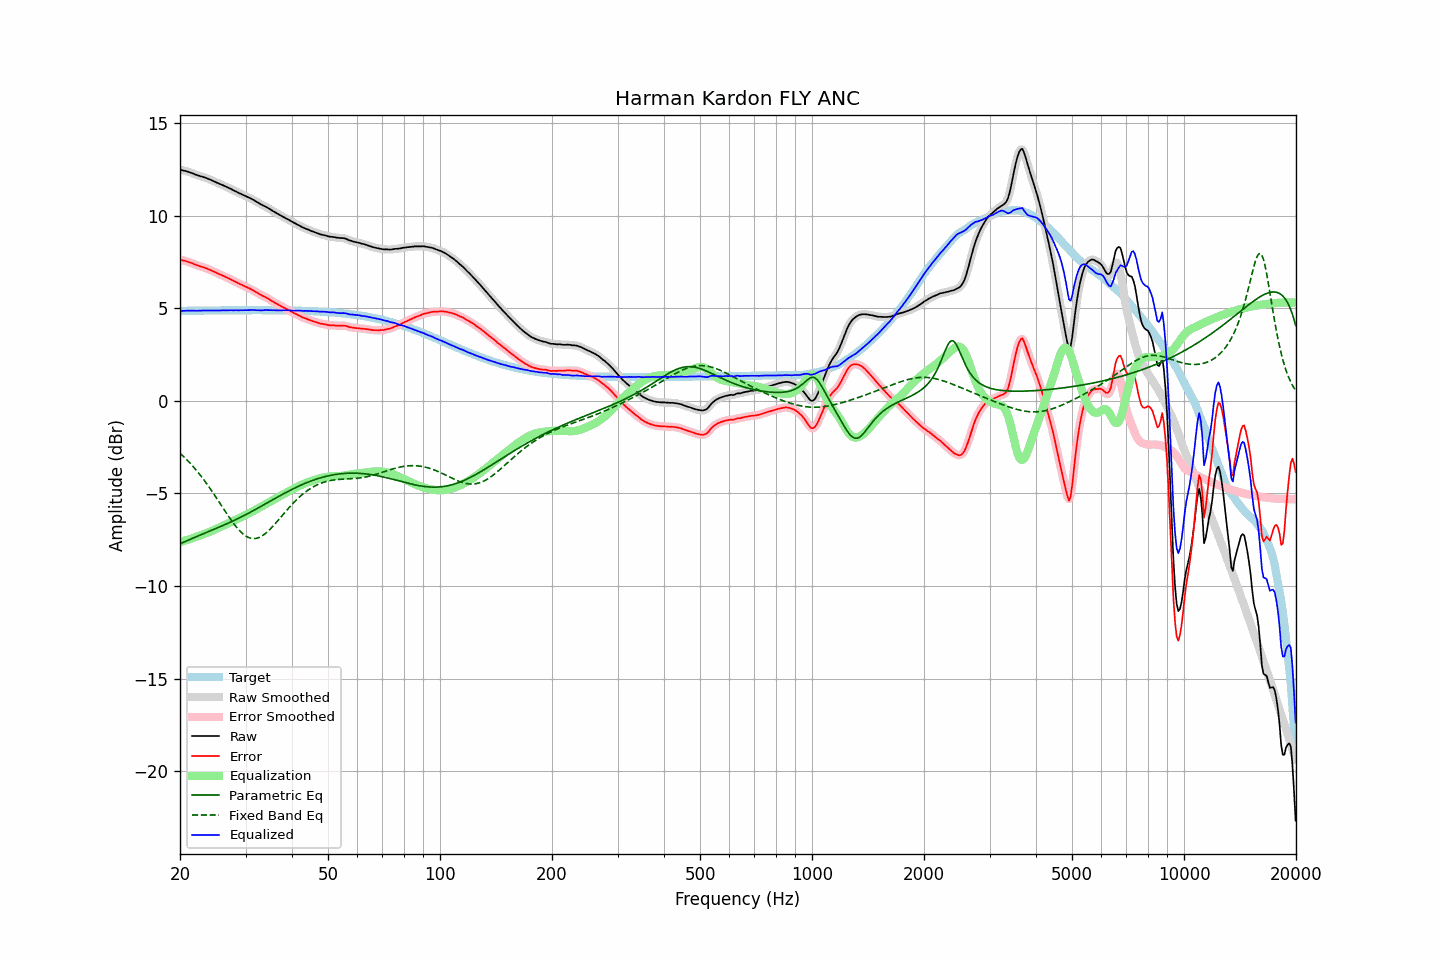 Harman Kardon FLY ANC
Amplitude (dBr)
15
10
5
0
−5
−10
−15
−20
Target
Raw Smoothed
Error Smoothed
Raw
Error
Equalization
Parametric Eq
Fixed Band Eq
Equalized
20 50 100 200 500 1000 2000 5000 10000 20000
Frequency (Hz)